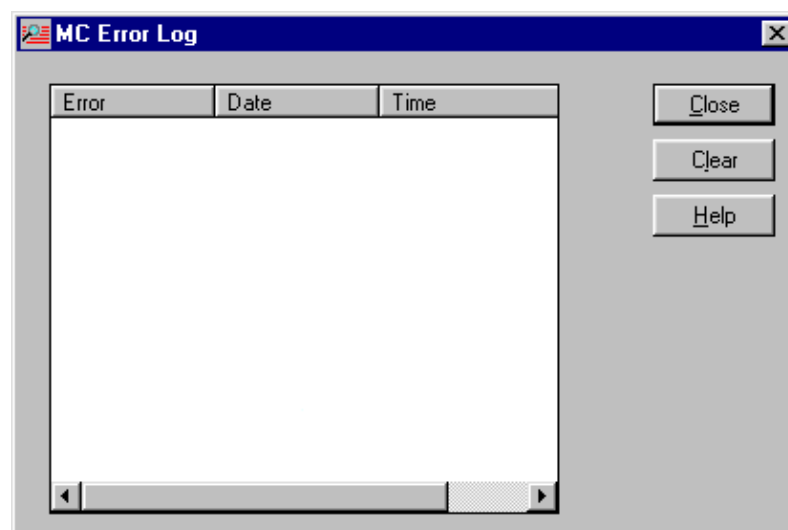 MC Error Log
Error Date Time
Close
Clear
Help